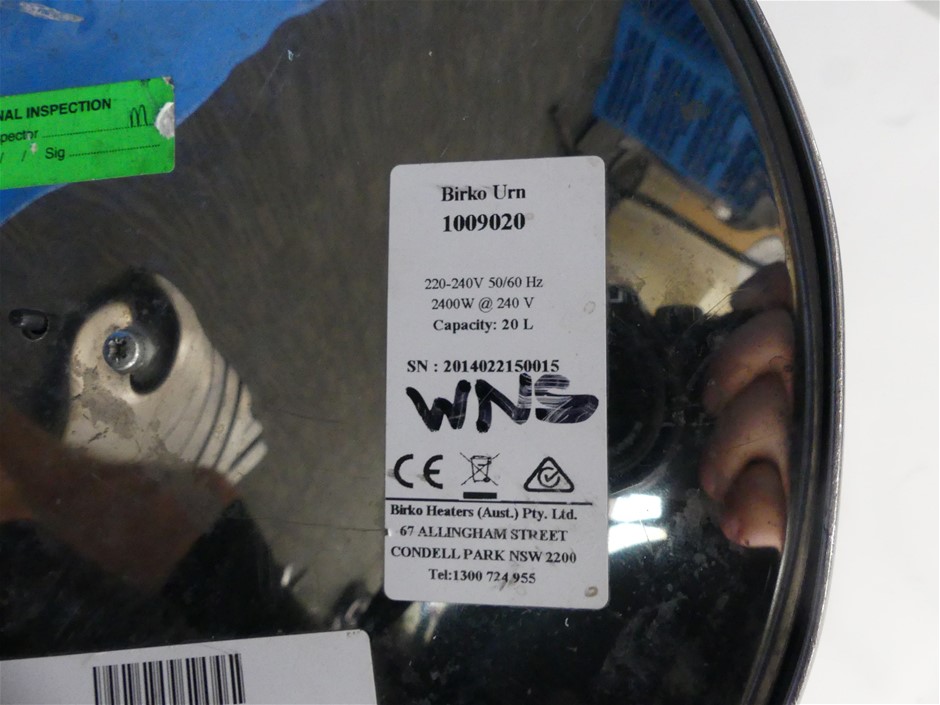 NAL INSPECTION
pector M
/ / Sig
Birko Urn
1009020
220-240V 50/60 Hz
2400W @ 240 V
Capacity: 20 L
SN : 2014022150015
WNS
CE
Birko Heaters (Aust.) Pty. Ltd.
67 ALLINGHAM STREET
CONDELL PARK NSW 2200
Tel:1300 724 955